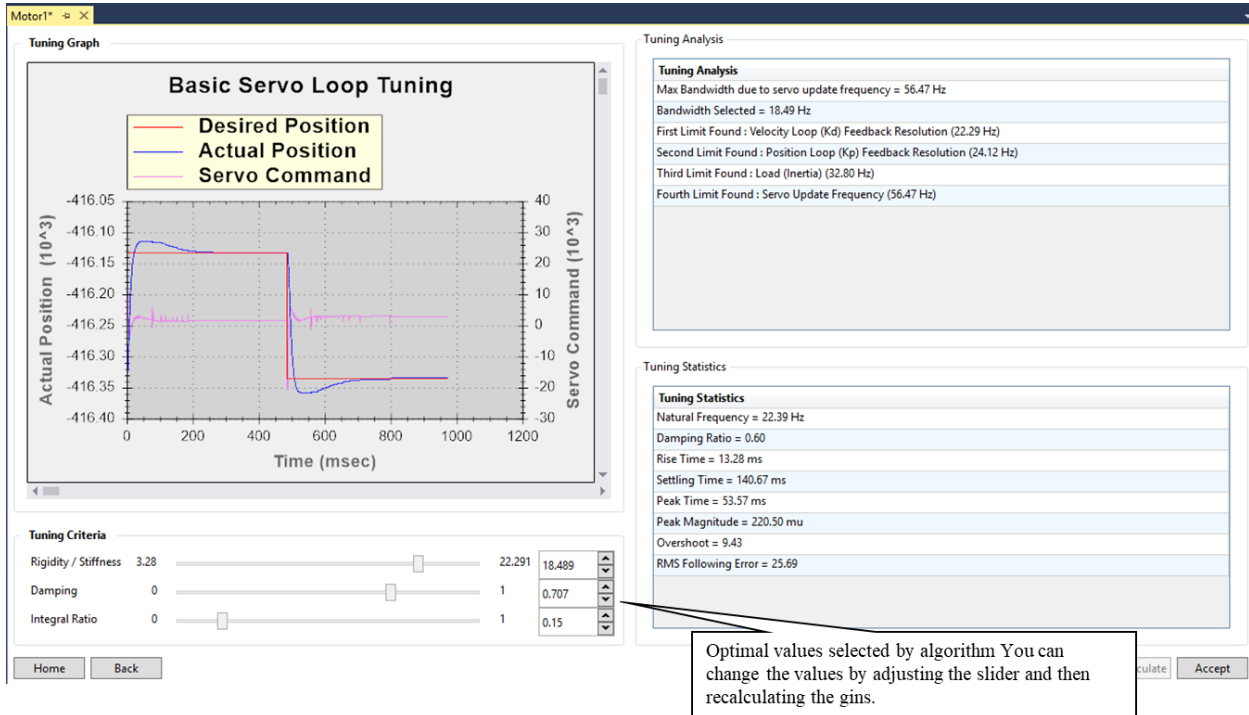 Motor1*
Tuning Graph
Basic Servo Loop Tuning
Desired Position
Actual Position
Servo Command
-416.05
-416.10
-416.15
-416.20
-416.25
-416.30
-416.35
-416.40
Actual Position (10^3)
40
30
20
10
0
-10
-20
-30
Servo Command (10^3)
0 200 400 600 800 1000 1200
Time (msec)
Tuning Criteria
Rigidity / Stiffness 3.28 22.291 18.489
Damping 0 1 0.707
Integral Ratio 0 1 0.15
Home Back
Tuning Analysis
Tuning Analysis
Max Bandwidth due to servo update frequency = 56.47 Hz
Bandwidth Selected = 18.49 Hz
First Limit Found : Velocity Loop (Kd) Feedback Resolution (22.29 Hz)
Second Limit Found : Position Loop (Kp) Feedback Resolution (24.12 Hz)
Third Limit Found : Load (Inertia) (32.80 Hz)
Fourth Limit Found : Servo Update Frequency (56.47 Hz)
Tuning Statistics
Tuning Statistics
Natural Frequency = 22.39 Hz
Damping Ratio = 0.60
Rise Time = 13.28 ms
Settling Time = 140.67 ms
Peak Time = 53.57 ms
Peak Magnitude = 220.50 mu
Overshoot = 9.43
RMS Following Error = 25.69
Optimal values selected by algorithm You can
change the values by adjusting the slider and then
recalculating the gins.
culate Accept